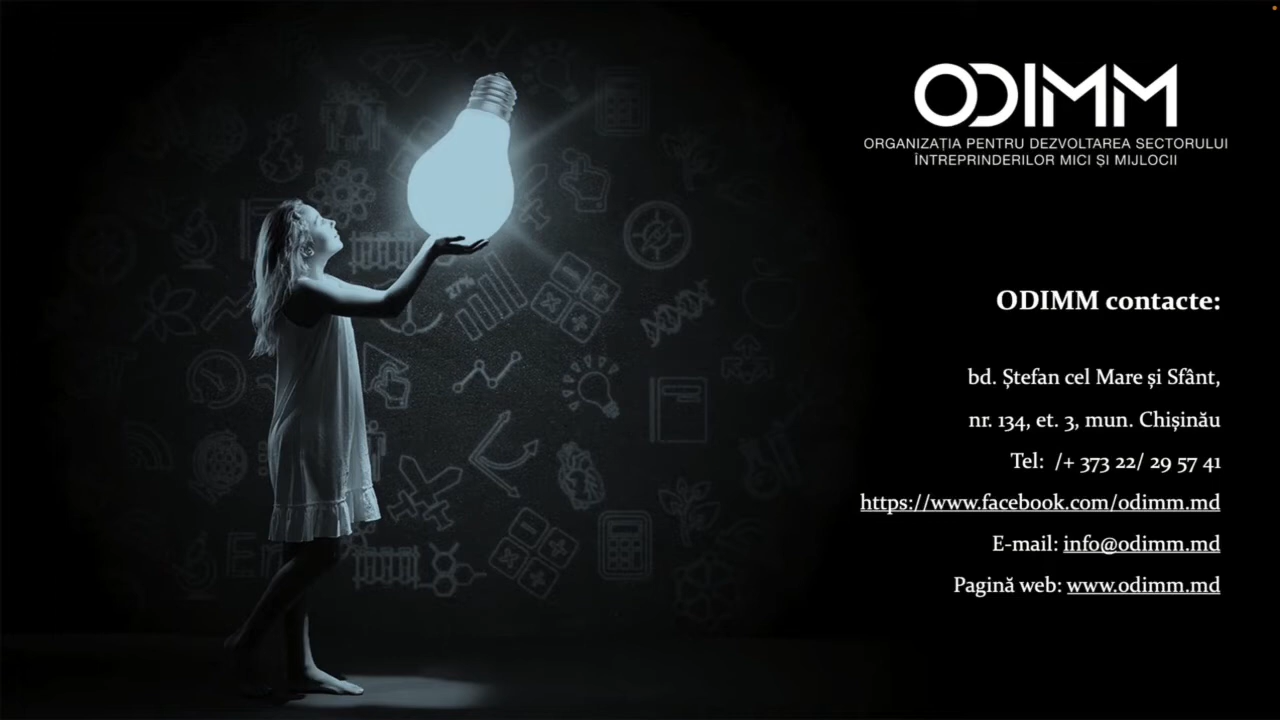 ODIMM
ORGANIZAȚIA PENTRU DEZVOLTAREA SECTORULUI
ÎNTREPRINDERILOR MICI ȘI MIJLOCII
ODIMM contacte:
bd. Ștefan cel Mare și Sfânt,
nr. 134, et. 3, mun. Chișinău
Tel:  /+ 373 22/ 29 57 41
https://www.facebook.com/odimm.md
E-mail: info@odimm.md
Pagină web: www.odimm.md
27%
En